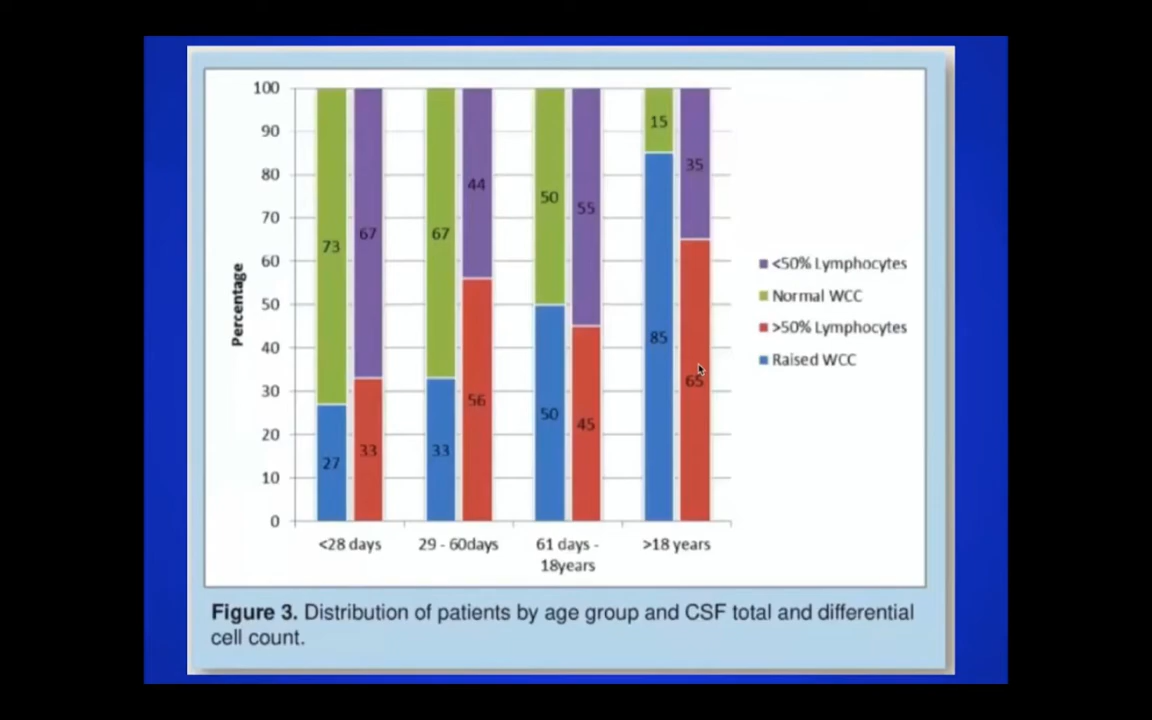 100
90
80
70
60
50
40
30
20
10
0
Percentage
73
67
27
33
67
44
33
56
50
55
50
45
15
35
85
65
<28 days
29 - 60days
61 days -
18years
>18 years
<50% Lymphocytes
Normal WCC
>50% Lymphocytes
Raised WCC
Figure 3. Distribution of patients by age group and CSF total and differential
cell count.